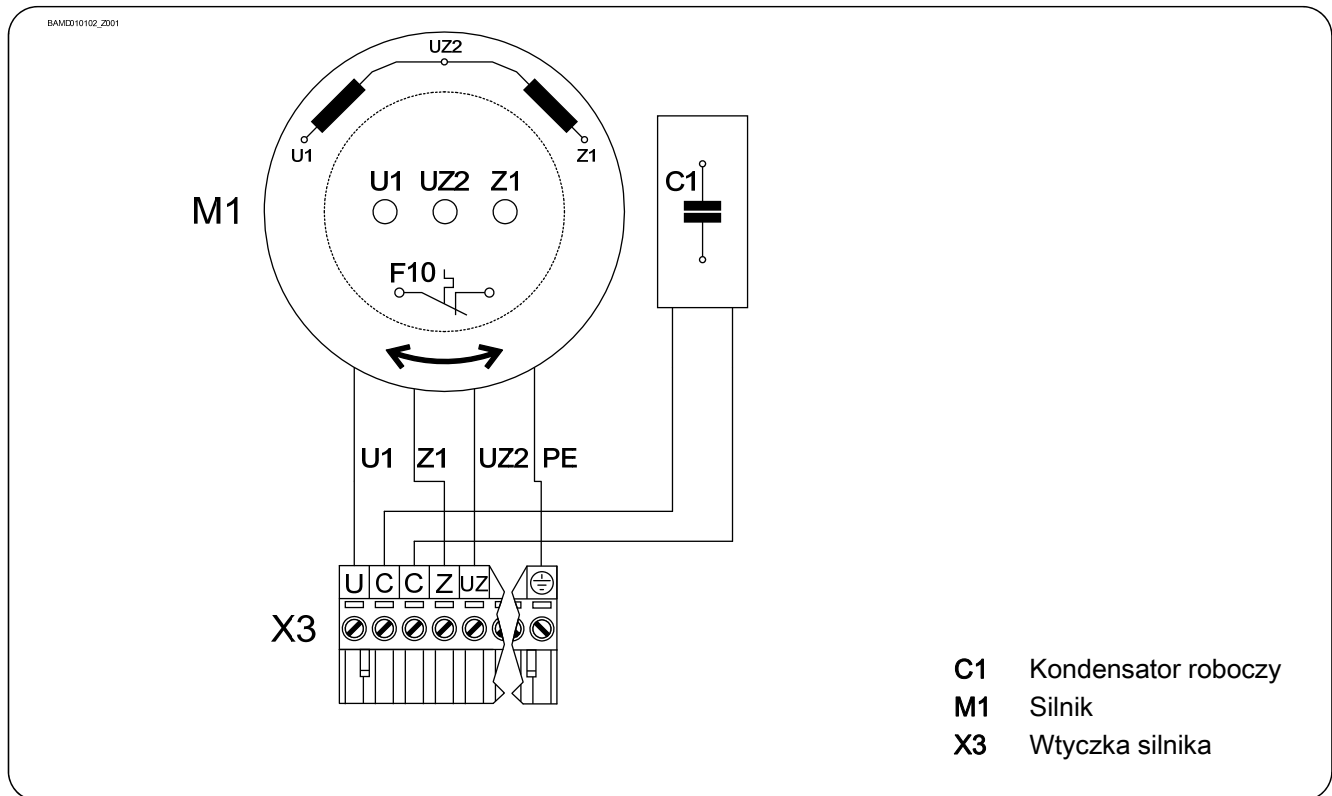 BAMD010102_Z001
UZ2
U1
Z1
U1 UZ2 Z1
M1
F10
C1
U1 Z1 UZ2 PE
U C C Z UZ
X3
C1 Kondensator roboczy
M1 Silnik
X3 Wtyczka silnika